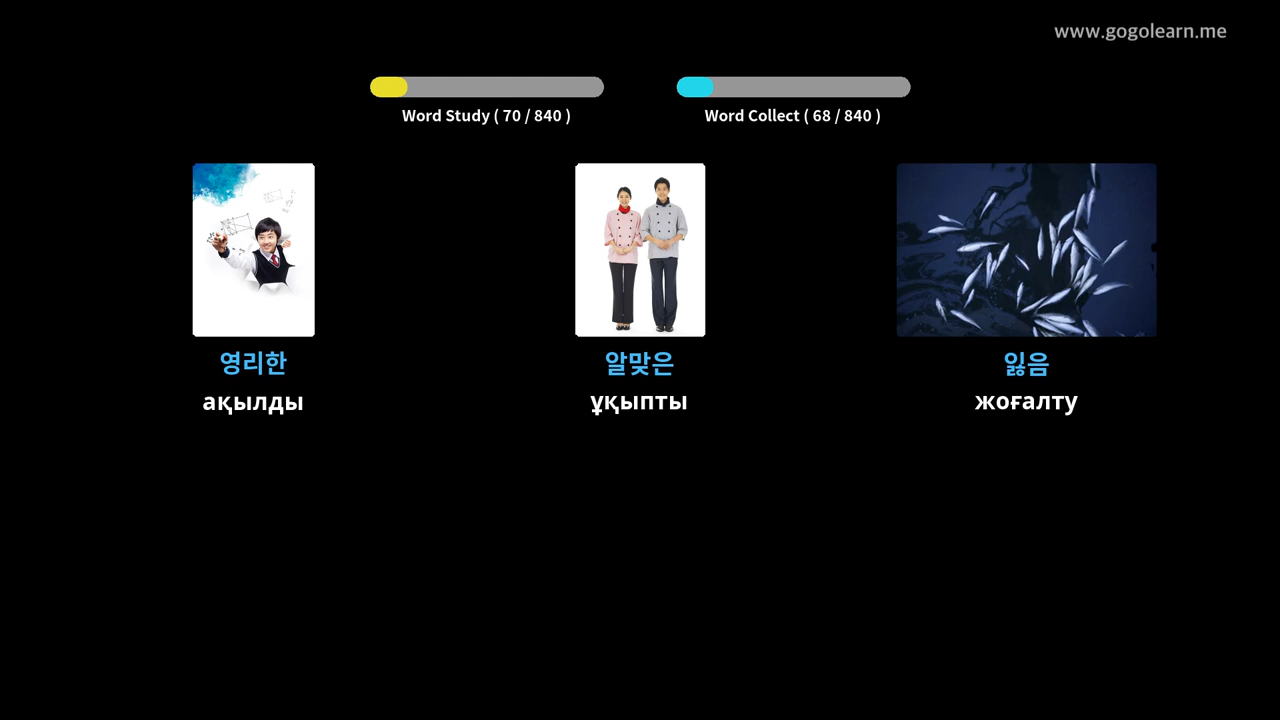 www.gogolearn.me
Word Study ( 70 / 840 )
Word Collect ( 68 / 840 )
영리한
알맞은
잃음
ақылды
ұқыпты
жоғалту